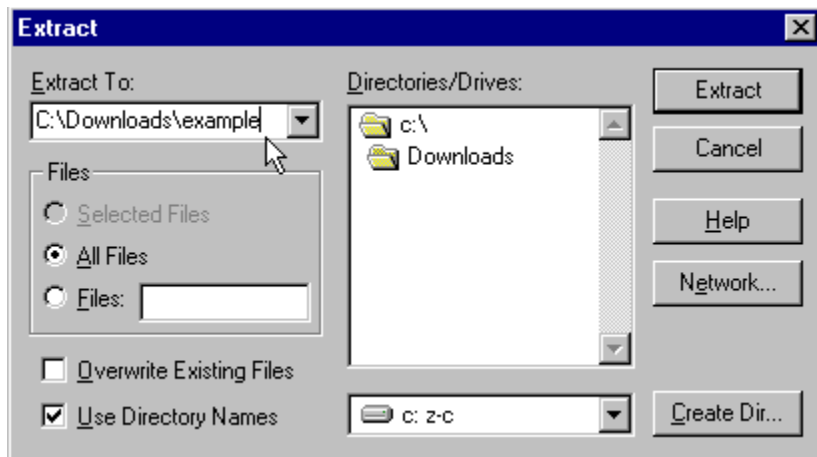 Extract
Extract To:
C:\Downloads\example
Files
Selected Files
All Files
Files:
Overwrite Existing Files
Use Directory Names
Directories/Drives:
c:\
Downloads
c: z-c
Extract
Cancel
Help
Network...
Create Dir...